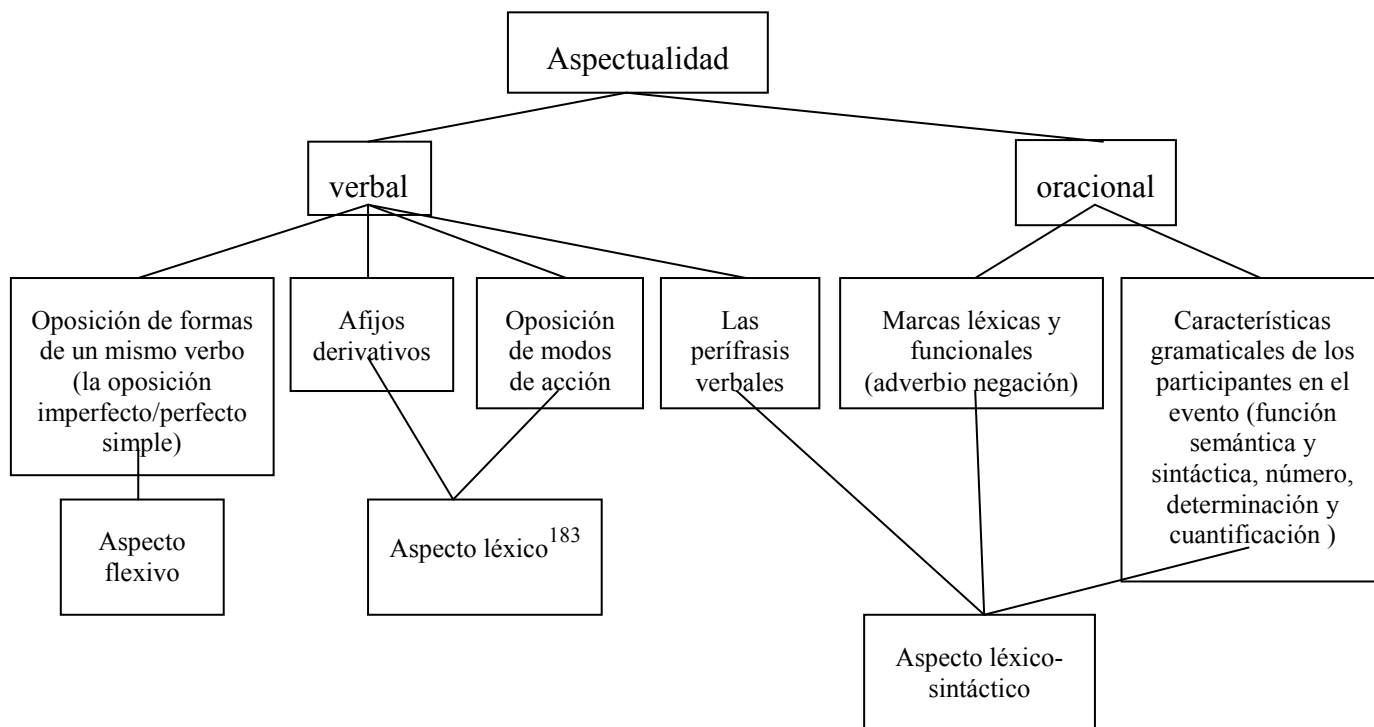 Aspectualidad
verbal
oracional
Oposición de formas
de un mismo verbo
(la oposición
imperfecto/perfecto
simple)
Afijos
derivativos
Oposición
de modos
de acción
Las
perífrasis
verbales
Marcas léxicas y
funcionales
(adverbio negación)
Características
gramaticales de los
participantes en el
evento (función
semántica y
sintáctica, número,
determinación y
cuantificación )
Aspecto
flexivo
Aspecto léxico183
Aspecto léxico-
sintáctico